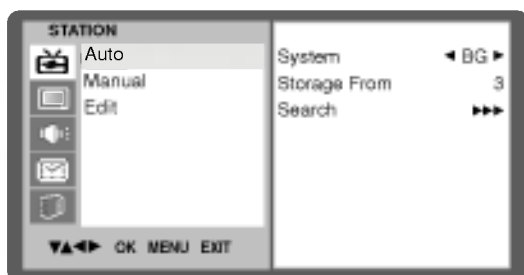 STATION
Auto
Manual
Edit
System ◄ BG ►
Storage From 3
Search ►►►
▼▲◄► OK MENU EXIT